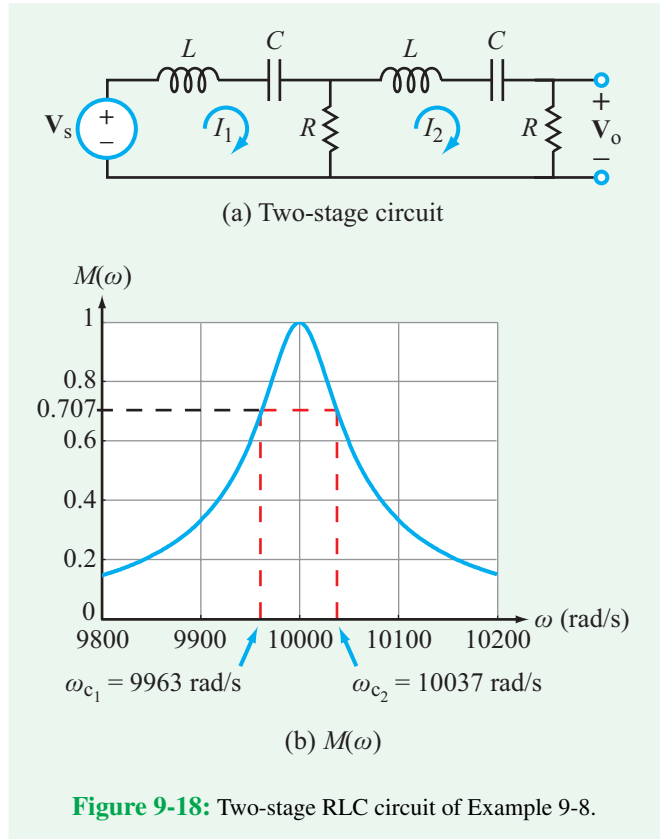 L C L C
V_s + − I_1 R I_2 R + V_o −
(a) Two-stage circuit
M(ω)
1
0.8
0.707
0.6
0.4
0.2
0
9800 9900 10000 10100 10200 ω (rad/s)
ω_c1 = 9963 rad/s ω_c2 = 10037 rad/s
(b) M(ω)
Figure 9-18: Two-stage RLC circuit of Example 9-8.